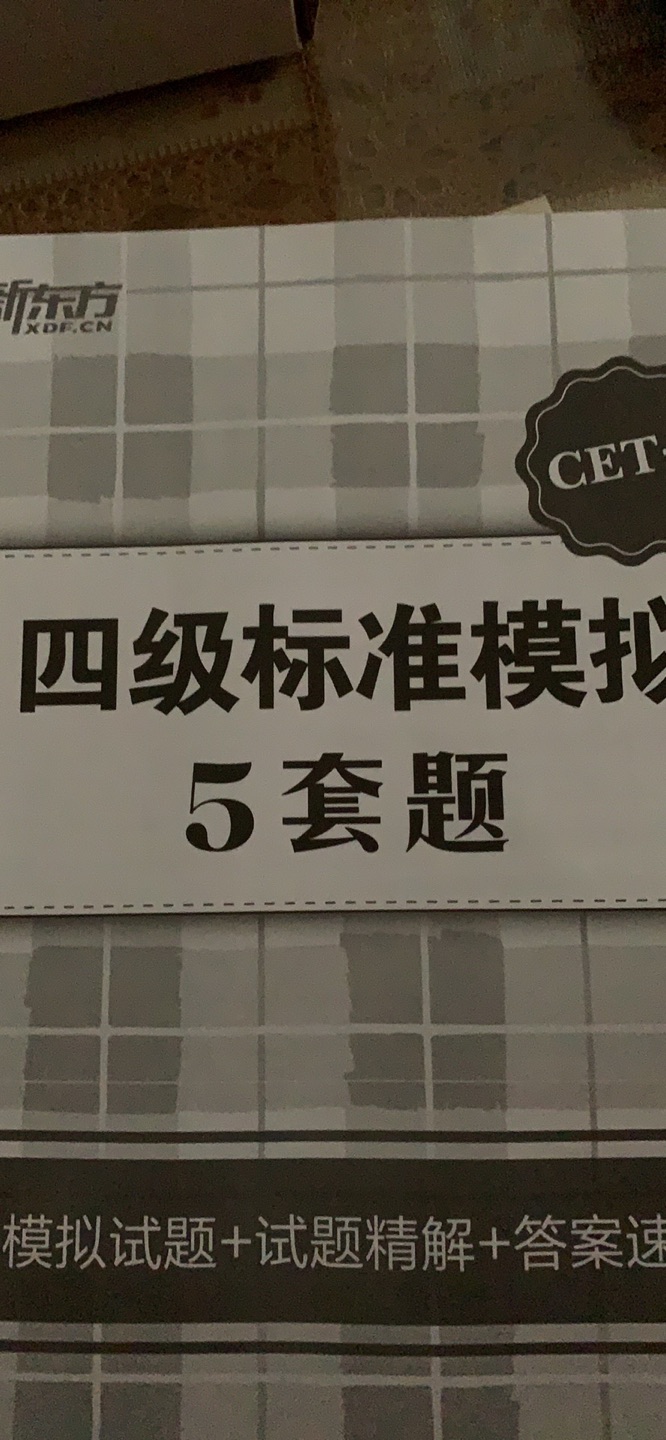 新东方
XDF.CN
CET-
四级标准模拟
5套题
模拟试题+试题精解+答案速